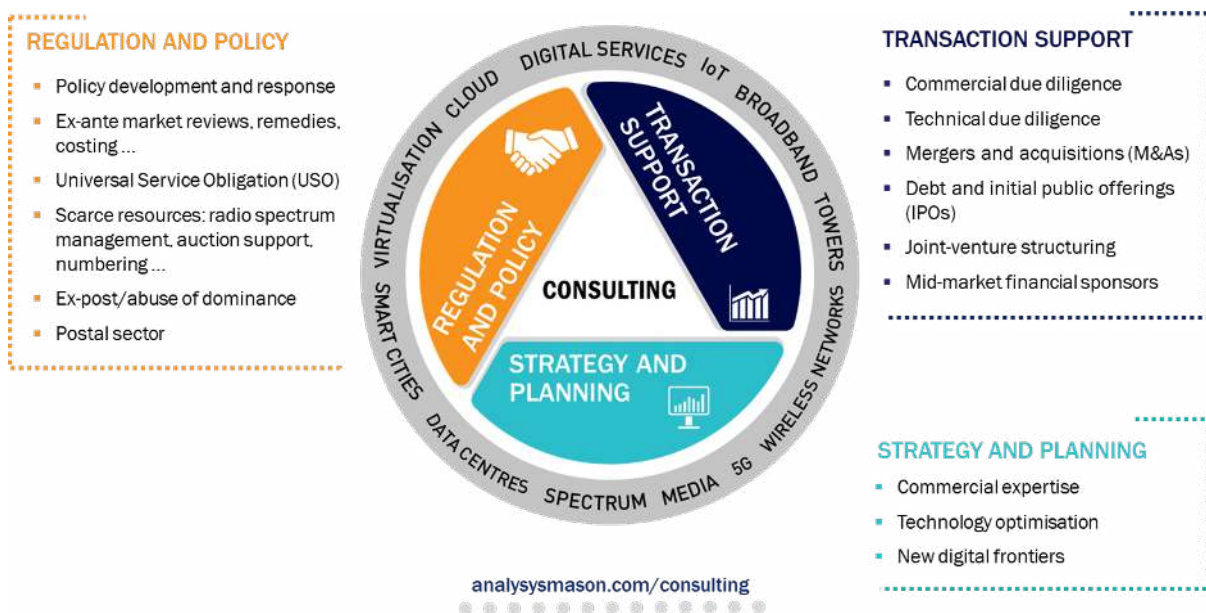 REGULATION AND POLICY
Policy development and response
Ex-ante market reviews, remedies,
costing ...
Universal Service Obligation (USO)
Scarce resources: radio spectrum
management, auction support,
numbering ...
Ex-post/abuse of dominance
Postal sector
VIRTUALISATION
CLOUD
DIGITAL SERVICES
IoT
BROADBAND
TOWERS
WIRELESS NETWORKS
5G
MEDIA
SPECTRUM
DATA CENTRES
SMART CITIES
REGULATION
AND POLICY
TRANSACTION
SUPPORT
CONSULTING
STRATEGY AND
PLANNING
TRANSACTION SUPPORT
Commercial due diligence
Technical due diligence
Mergers and acquisitions (M&As)
Debt and initial public offerings
(IPOs)
Joint-venture structuring
Mid-market financial sponsors
STRATEGY AND PLANNING
Commercial expertise
Technology optimisation
New digital frontiers
analysysmason.com/consulting